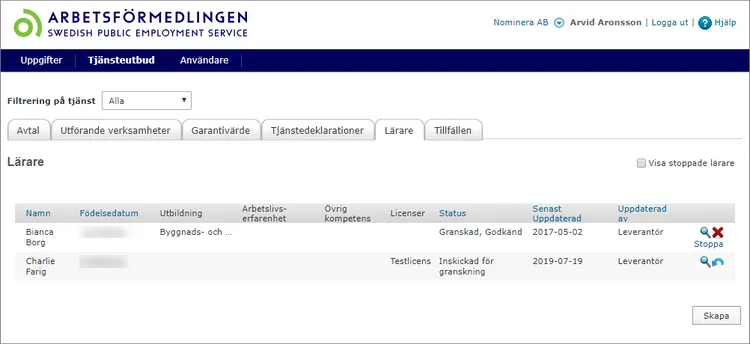 ARBETSFÖRMEDLINGEN
SWEDISH PUBLIC EMPLOYMENT SERVICE
Nominera AB Arvid Aronsson | Logga ut | ? Hjälp
Uppgifter Tjänsteutbud Användare
Filtrering på tjänst Alla
Avtal Utförande verksamheter Garantivärde Tjänstedeklarationer Lärare Tillfällen
Lärare
Visa stoppade lärare
Namn Födelsedatum Utbildning Arbetslivs-erfarenhet Övrig kompetens Licenser Status Senast Uppdaterad Uppdaterad av
Bianca Borg Byggnads- och ... Granskad, Godkänd 2017-05-02 Leverantör Stoppa
Charlie Farig Testlicens Inskickad för granskning 2019-07-19 Leverantör
Skapa